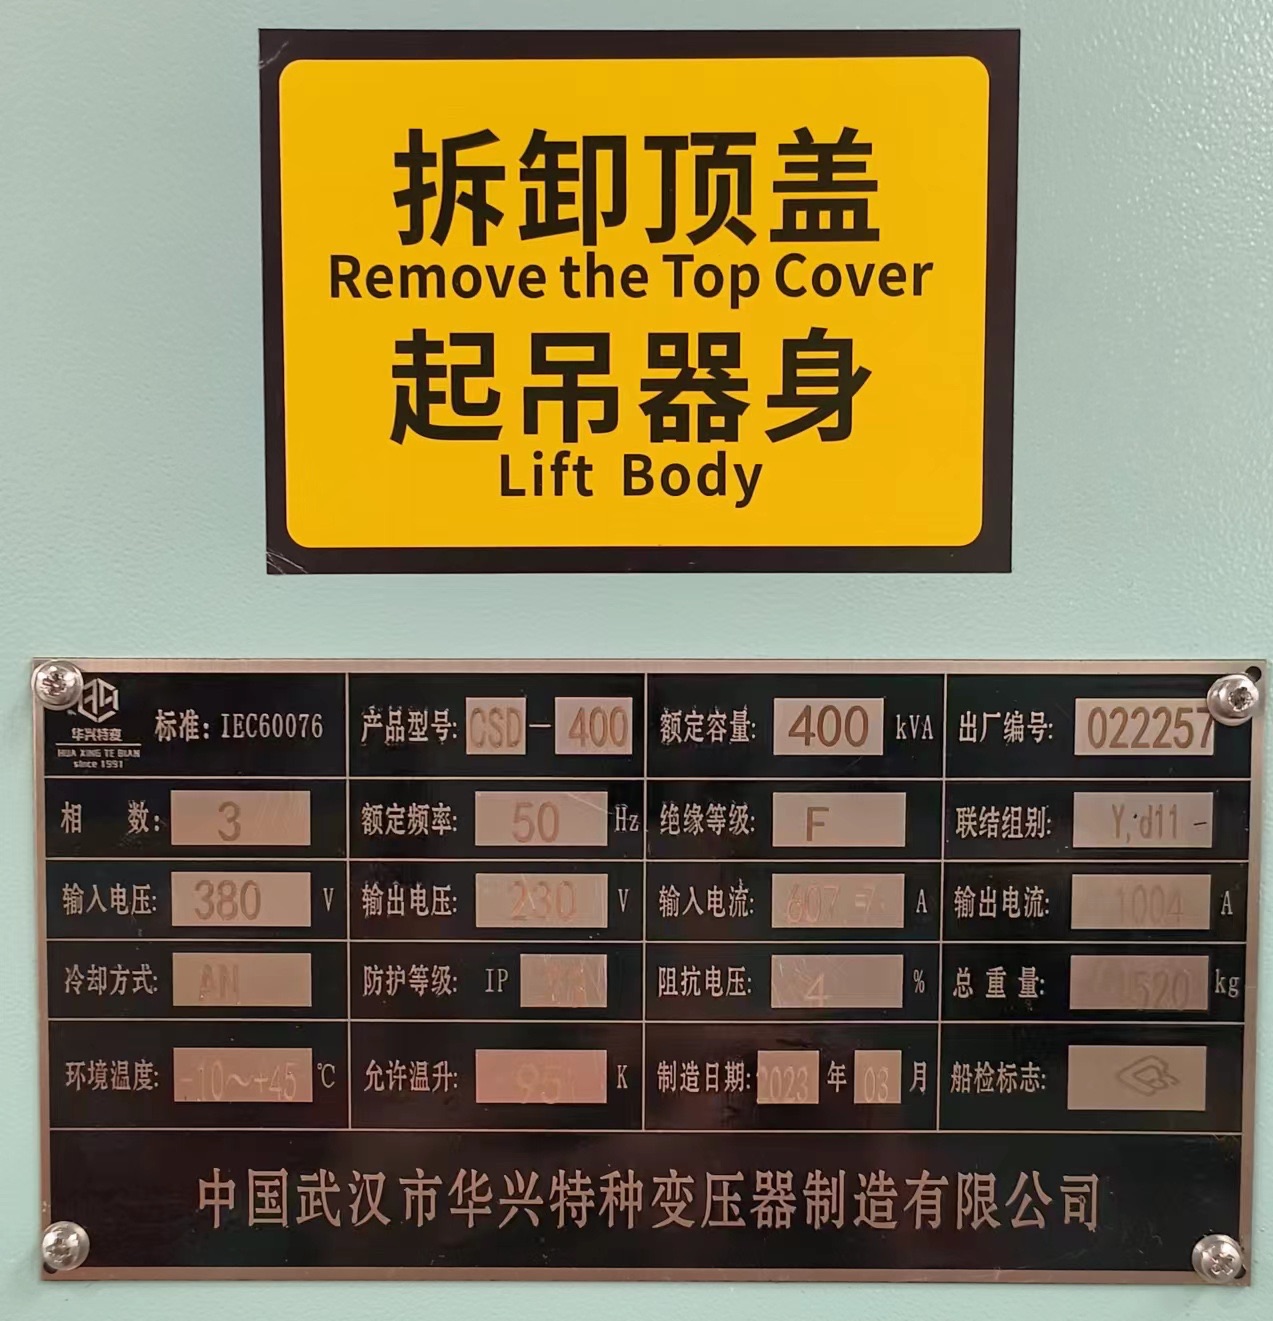 拆卸顶盖
Remove the Top Cover
起吊器身
Lift Body
华兴特变
HUA XING TE BIAN
since 1991
标准: IEC60076
产品型号: CSD-400
额定容量: 400 kVA
出厂编号: 022257
相 数: 3
额定频率: 50 Hz
绝缘等级: F
联结组别: Y,d11-
输入电压: 380 V
输出电压: 230 V
输入电流: 607.7 A
输出电流: 1004 A
冷却方式: AN
防护等级: IP
阻抗电压: 4 %
总重量: 1520 kg
环境温度: -10~+45 ℃
允许温升: 95 K
制造日期: 2023 年 03 月
船检标志:
中国武汉市华兴特种变压器制造有限公司